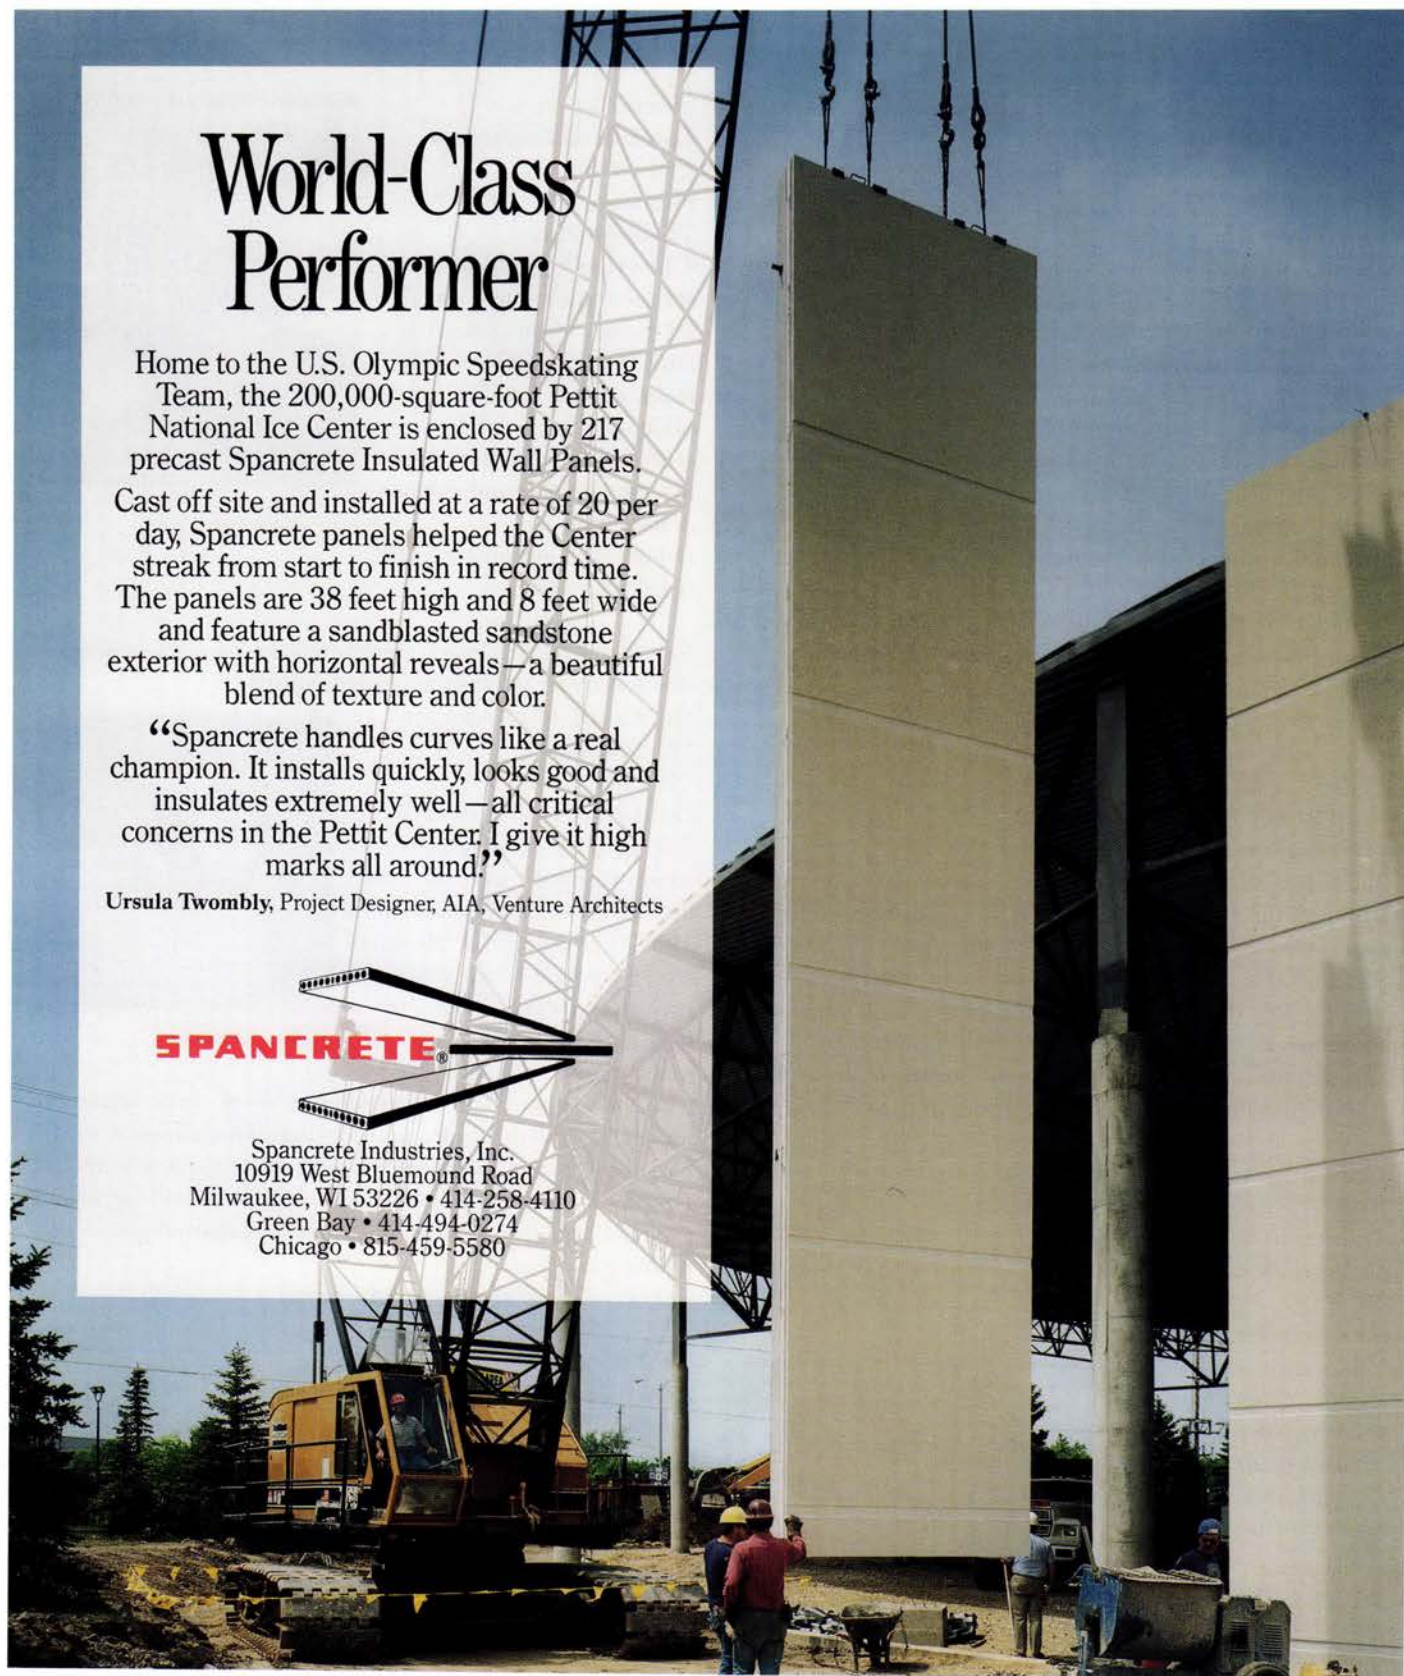 World-Class
Performer
Home to the U.S. Olympic Speedskating
Team, the 200,000-square-foot Pettit
National Ice Center is enclosed by 217
precast Spancrete Insulated Wall Panels.
Cast off site and installed at a rate of 20 per
day, Spancrete panels helped the Center
streak from start to finish in record time.
The panels are 38 feet high and 8 feet wide
and feature a sandblasted sandstone
exterior with horizontal reveals—a beautiful
blend of texture and color.
“Spancrete handles curves like a real
champion. It installs quickly, looks good and
insulates extremely well—all critical
concerns in the Pettit Center. I give it high
marks all around.”
Ursula Twombly, Project Designer, AIA, Venture Architects
SPANCRETE®
Spancrete Industries, Inc.
10919 West Bluemound Road
Milwaukee, WI 53226 • 414-258-4110
Green Bay • 414-494-0274
Chicago • 815-459-5580